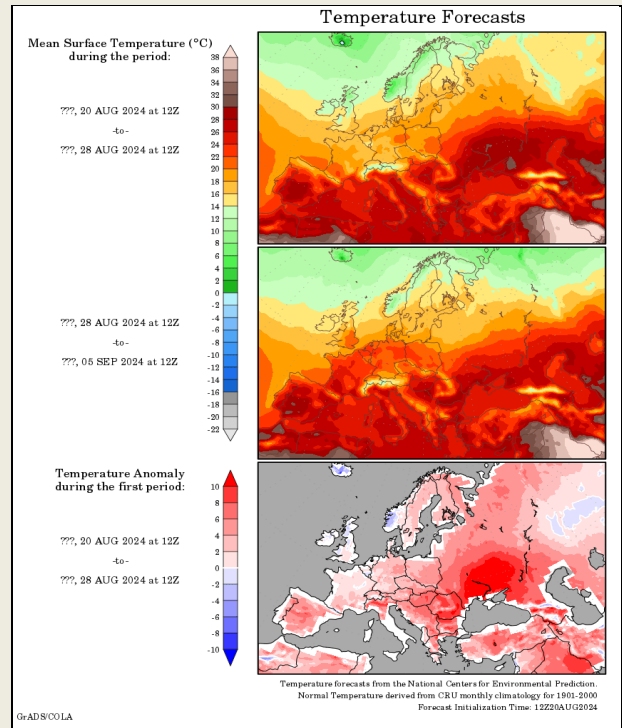 Temperature Forecasts
Mean Surface Temperature (°C)
during the period:
???, 20 AUG 2024 at 12Z
-to-
???, 28 AUG 2024 at 12Z
38
36
34
32
30
28
26
24
22
20
18
16
14
12
10
8
6
4
2
0
-2
-4
-6
-8
-10
-12
-14
-16
-18
-20
-22
???, 28 AUG 2024 at 12Z
-to-
???, 05 SEP 2024 at 12Z
Temperature Anomaly
during the first period:
???, 20 AUG 2024 at 12Z
-to-
???, 28 AUG 2024 at 12Z
10
8
6
4
2
0
-2
-4
-6
-8
-10
Temperature forecasts from the National Centers for Environmental Prediction.
Normal Temperature derived from CRU monthly climatology for 1901-2000
Forecast Initialization Time: 12Z20AUG2024
GrADS/COLA